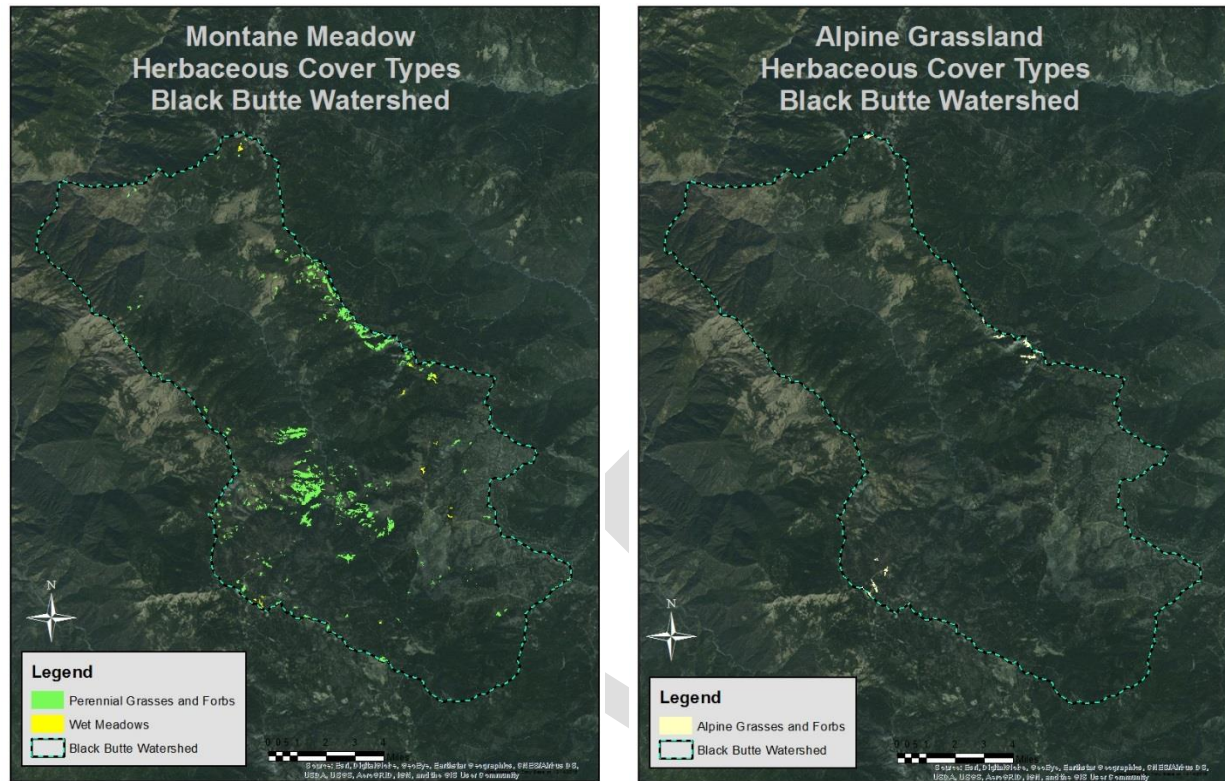 Montane Meadow
Herbaceous Cover Types
Black Butte Watershed
N
Legend
Perennial Grasses and Forbs
Wet Meadows
Black Butte Watershed
Alpine Grassland
Herbaceous Cover Types
Black Butte Watershed
N
Legend
Alpine Grasses and Forbs
Black Butte Watershed